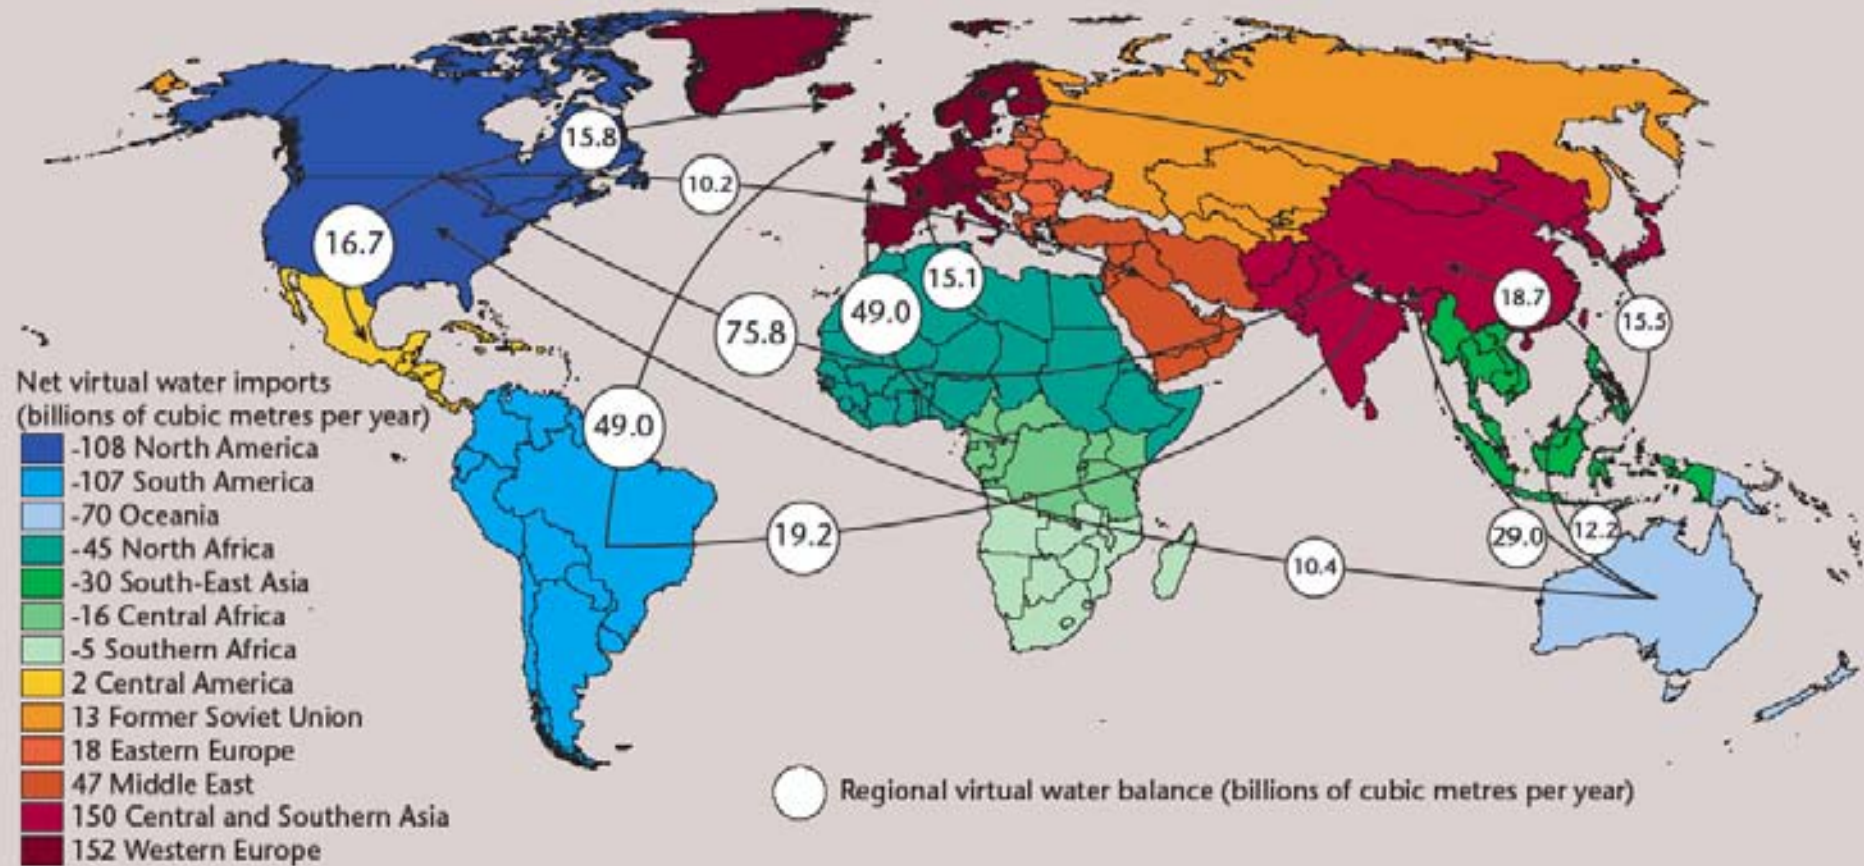 15.8
10.2
16.7
15.1
49.0
18.7
75.8
15.5
49.0
19.2
29.0
12.2
10.4
Net virtual water imports
(billions of cubic metres per year)
-108 North America
-107 South America
-70 Oceania
-45 North Africa
-30 South-East Asia
-16 Central Africa
-5 Southern Africa
2 Central America
13 Former Soviet Union
18 Eastern Europe
47 Middle East
150 Central and Southern Asia
152 Western Europe
Regional virtual water balance (billions of cubic metres per year)